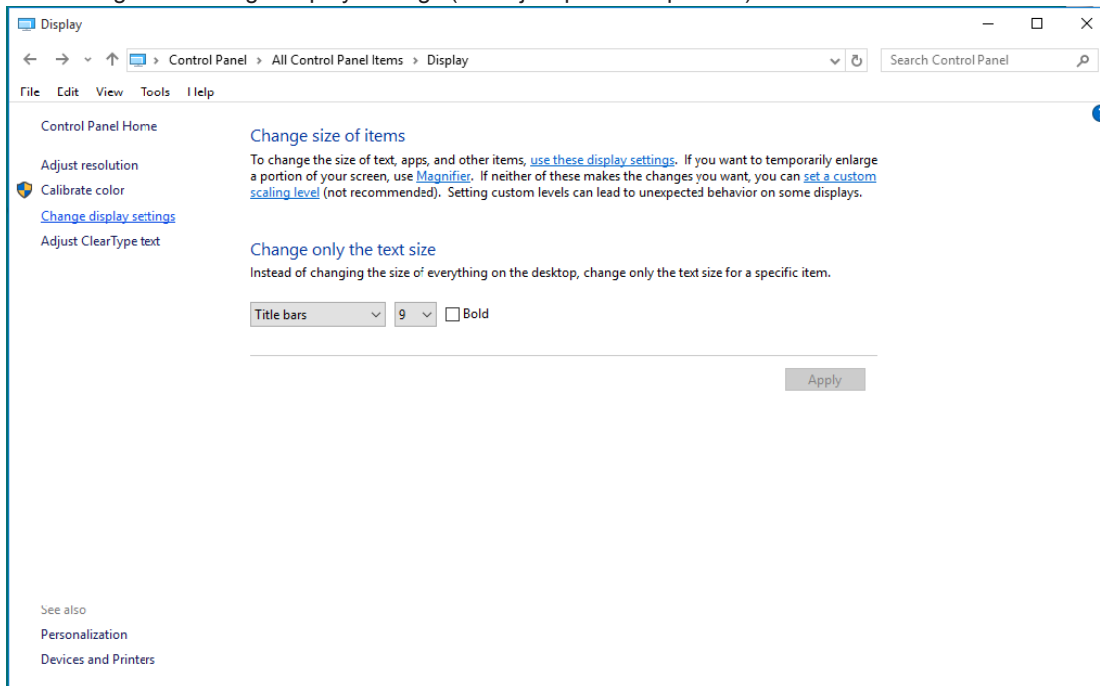 Display
Control Panel > All Control Panel Items > Display
Search Control Panel
File Edit View Tools Help
Control Panel Home
Adjust resolution
Calibrate color
Change display settings
Adjust ClearType text
Change size of items
To change the size of text, apps, and other items, use these display settings. If you want to temporarily enlarge
a portion of your screen, use Magnifier. If neither of these makes the changes you want, you can set a custom
scaling level (not recommended). Setting custom levels can lead to unexpected behavior on some displays.
Change only the text size
Instead of changing the size of everything on the desktop, change only the text size for a specific item.
Title bars 9 Bold
Apply
See also
Personalization
Devices and Printers